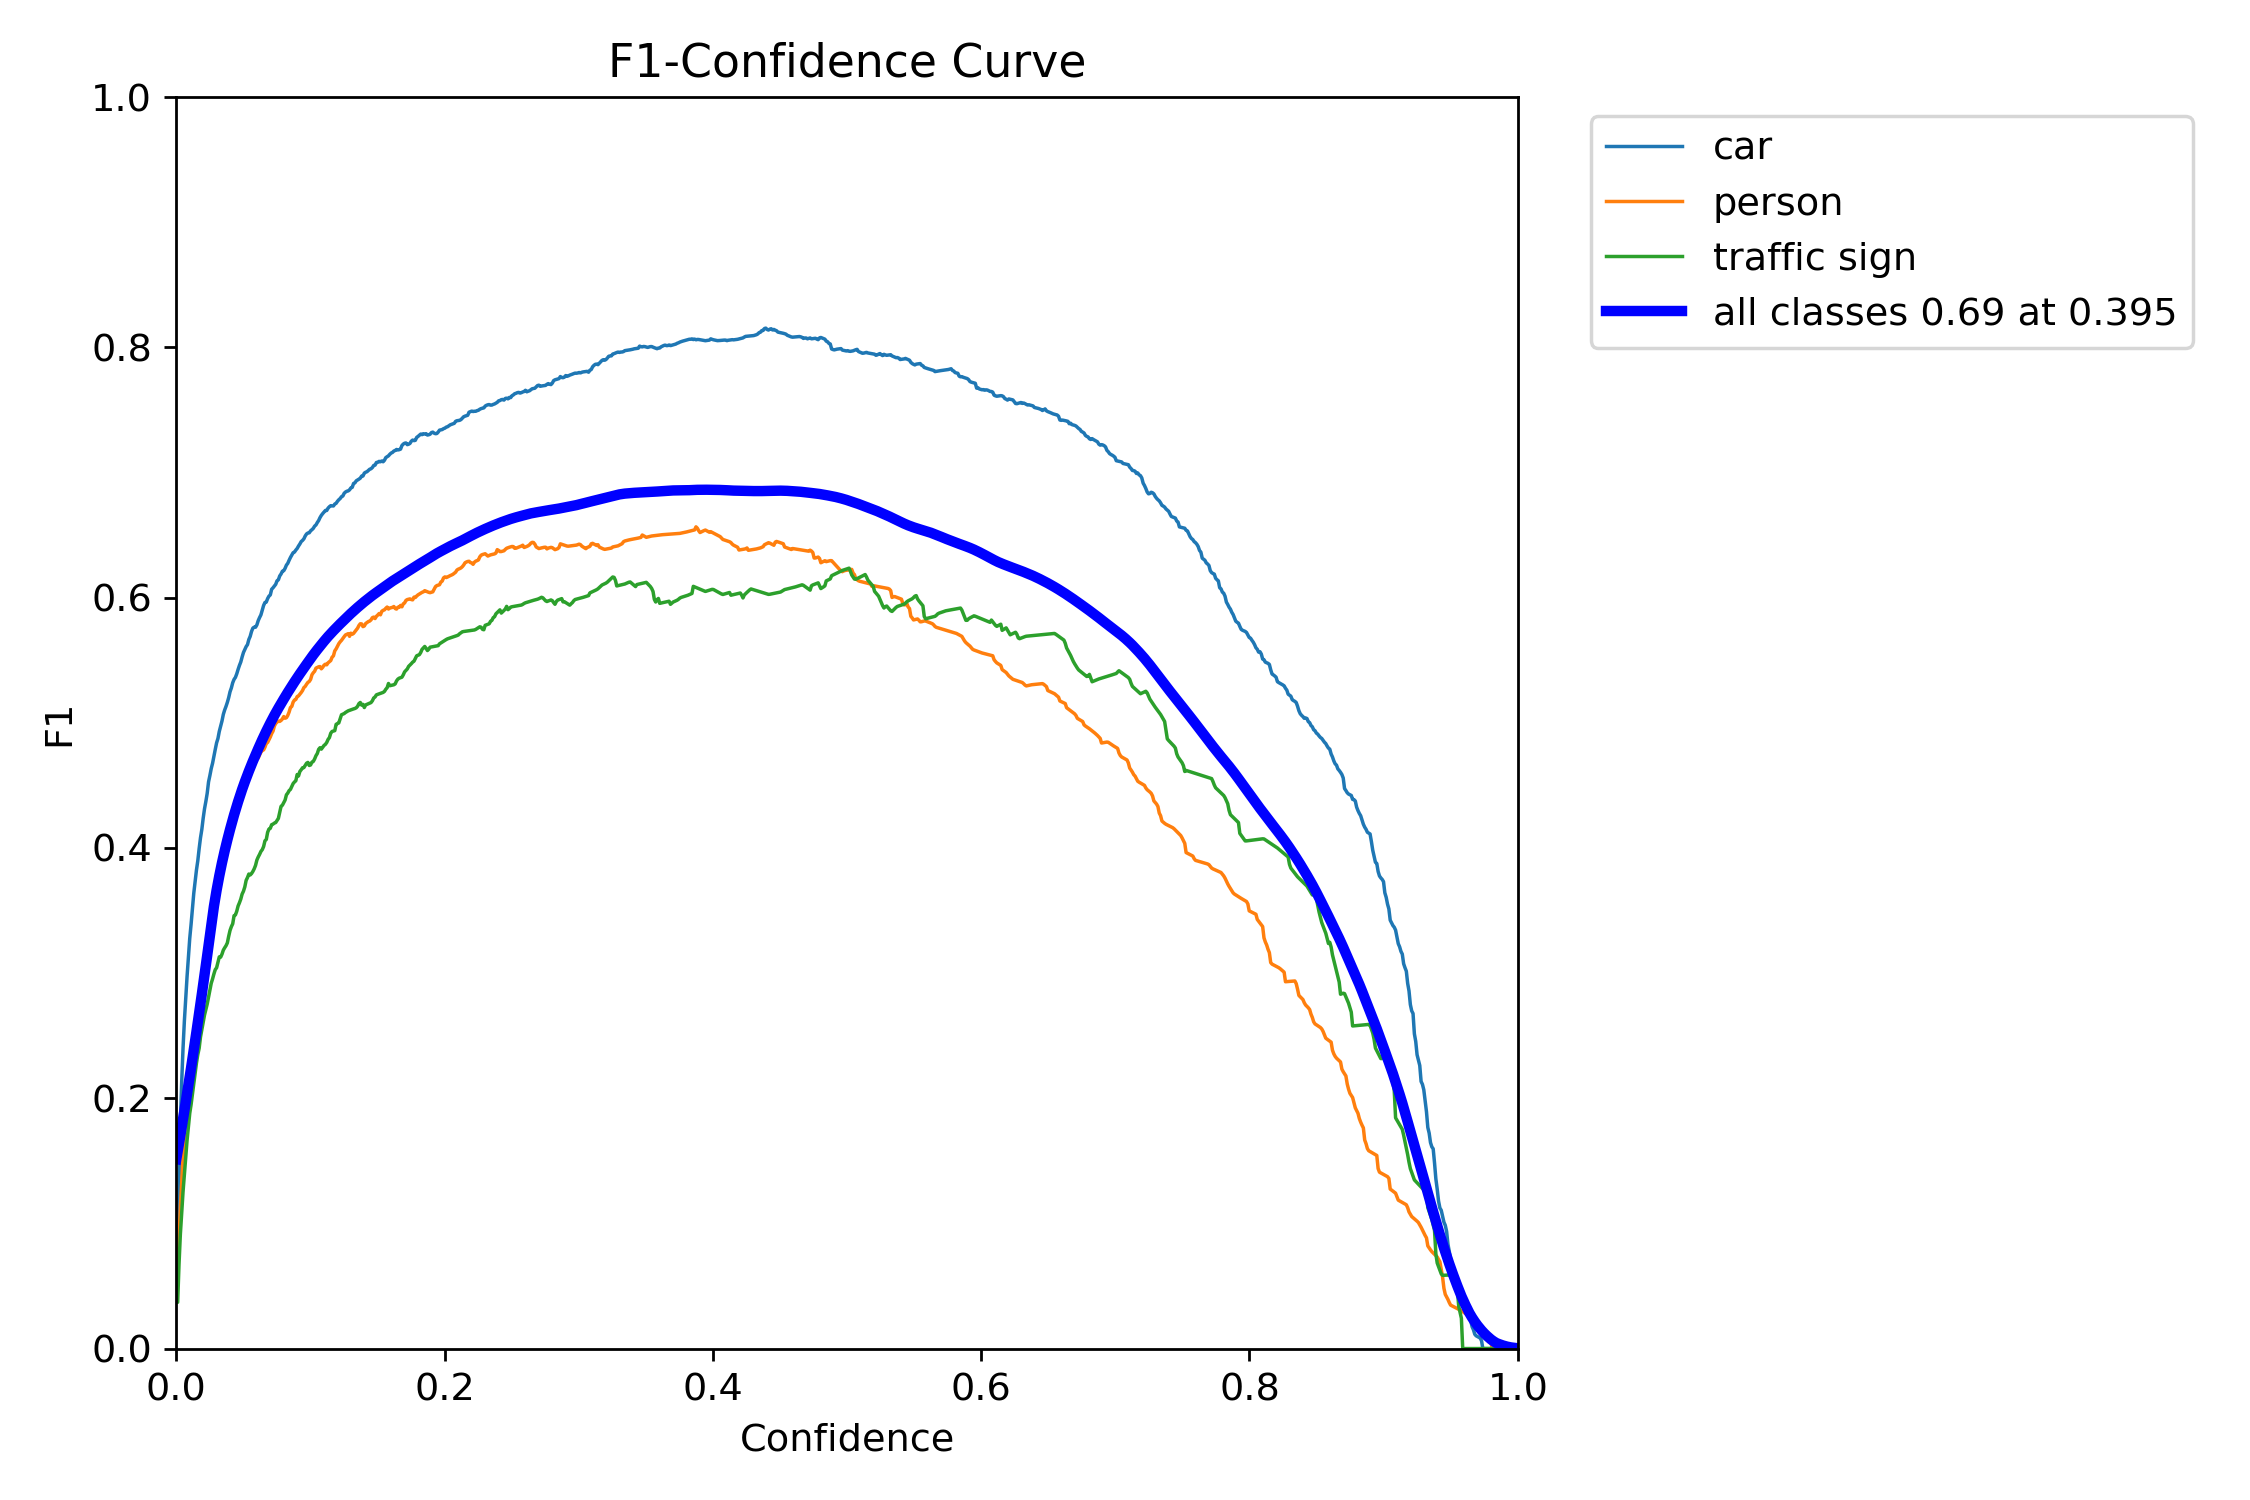 F1-Confidence Curve
1.0
0.8
0.6
0.4
0.2
0.0
F1
0.0 0.2 0.4 0.6 0.8 1.0
Confidence
car
person
traffic sign
all classes 0.69 at 0.395